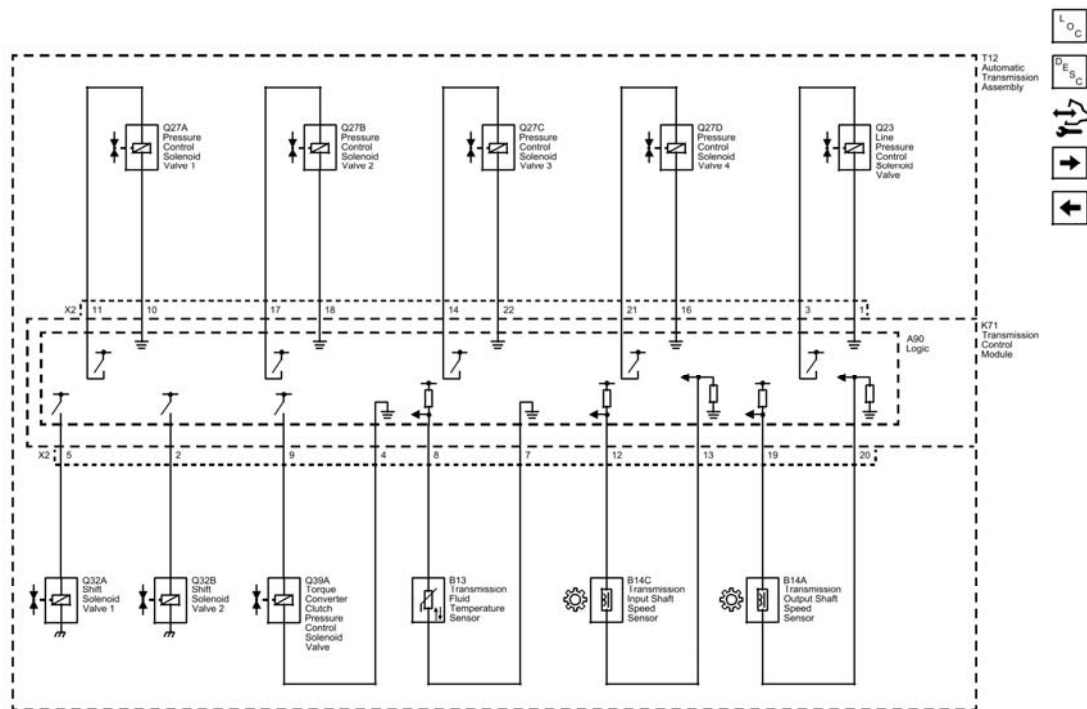 LOC
DESC
T12
Automatic
Transmission
Assembly
Q27A
Pressure
Control
Solenoid
Valve 1
Q27B
Pressure
Control
Solenoid
Valve 2
Q27C
Pressure
Control
Solenoid
Valve 3
Q27D
Pressure
Control
Solenoid
Valve 4
Q23
Line
Pressure
Control
Solenoid
Valve
X2 11 10 17 18 14 22 21 16 3 1
K71
Transmission
Control
Module
A90
Logic
X2 5 2 9 4 8 7 12 13 19 20
Q32A
Shift
Solenoid
Valve 1
Q32B
Shift
Solenoid
Valve 2
Q39A
Torque
Converter
Clutch
Pressure
Control
Solenoid
Valve
B13
Transmission
Fluid
Temperature
Sensor
B14C
Transmission
Input Shaft
Speed
Sensor
B14A
Transmission
Output Shaft
Speed
Sensor